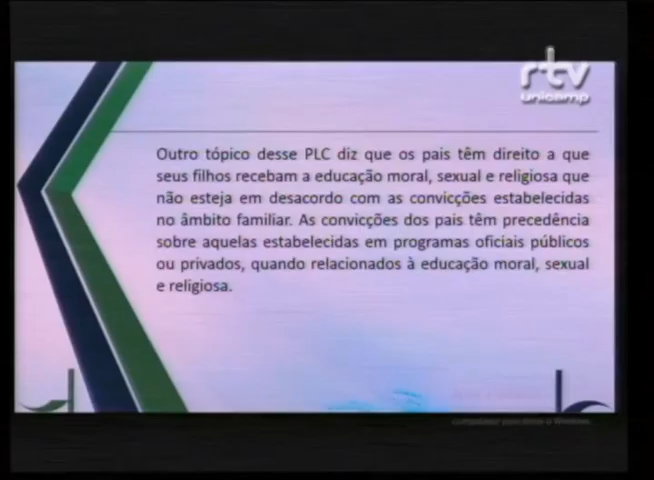 rtv
unicamp
Outro tópico desse PLC diz que os pais têm direito a que
seus filhos recebam a educação moral, sexual e religiosa que
não esteja em desacordo com as convicções estabelecidas
no âmbito familiar. As convicções dos pais têm precedência
sobre aquelas estabelecidas em programas oficiais públicos
ou privados, quando relacionados à educação moral, sexual
e religiosa.